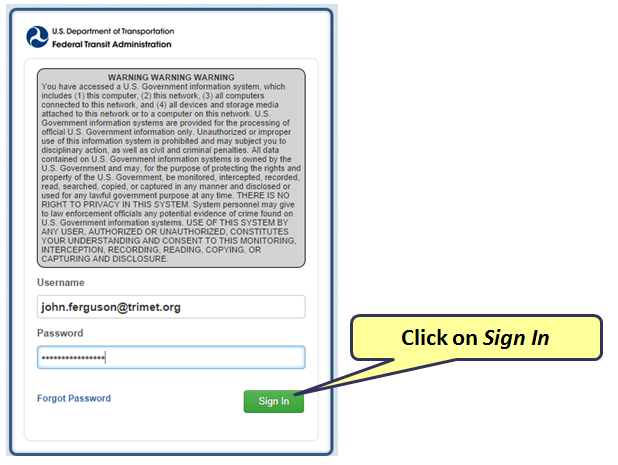 U.S. Department of Transportation
Federal Transit Administration
WARNING WARNING WARNING
You have accessed a U.S. Government information system, which
includes (1) this computer, (2) this network, (3) all computers
connected to this network, and (4) all devices and storage media
attached to this network or to a computer on this network. U.S.
Government information systems are provided for the processing of
official U.S. Government information only. Unauthorized or improper
use of this information system is prohibited and may subject you to
disciplinary action, as well as civil and criminal penalties. All data
contained on U.S. Government information systems is owned by the
U.S. Government and may, for the purpose of protecting the rights and
property of the U.S. Government, be monitored, intercepted, recorded,
read, searched, copied, or captured in any manner and disclosed or
used for any lawful government purpose at any time. THERE IS NO
RIGHT TO PRIVACY IN THIS SYSTEM. System personnel may give
to law enforcement officials any potential evidence of crime found on
U.S. Government information systems. USE OF THIS SYSTEM BY
ANY USER, AUTHORIZED OR UNAUTHORIZED, CONSTITUTES
YOUR UNDERSTANDING AND CONSENT TO THIS MONITORING,
INTERCEPTION, RECORDING, READING, COPYING, OR
CAPTURING AND DISCLOSURE.
Username
john.ferguson@trimet.org
Password
••••••••••••••••
Forgot Password
Sign In
Click on Sign In